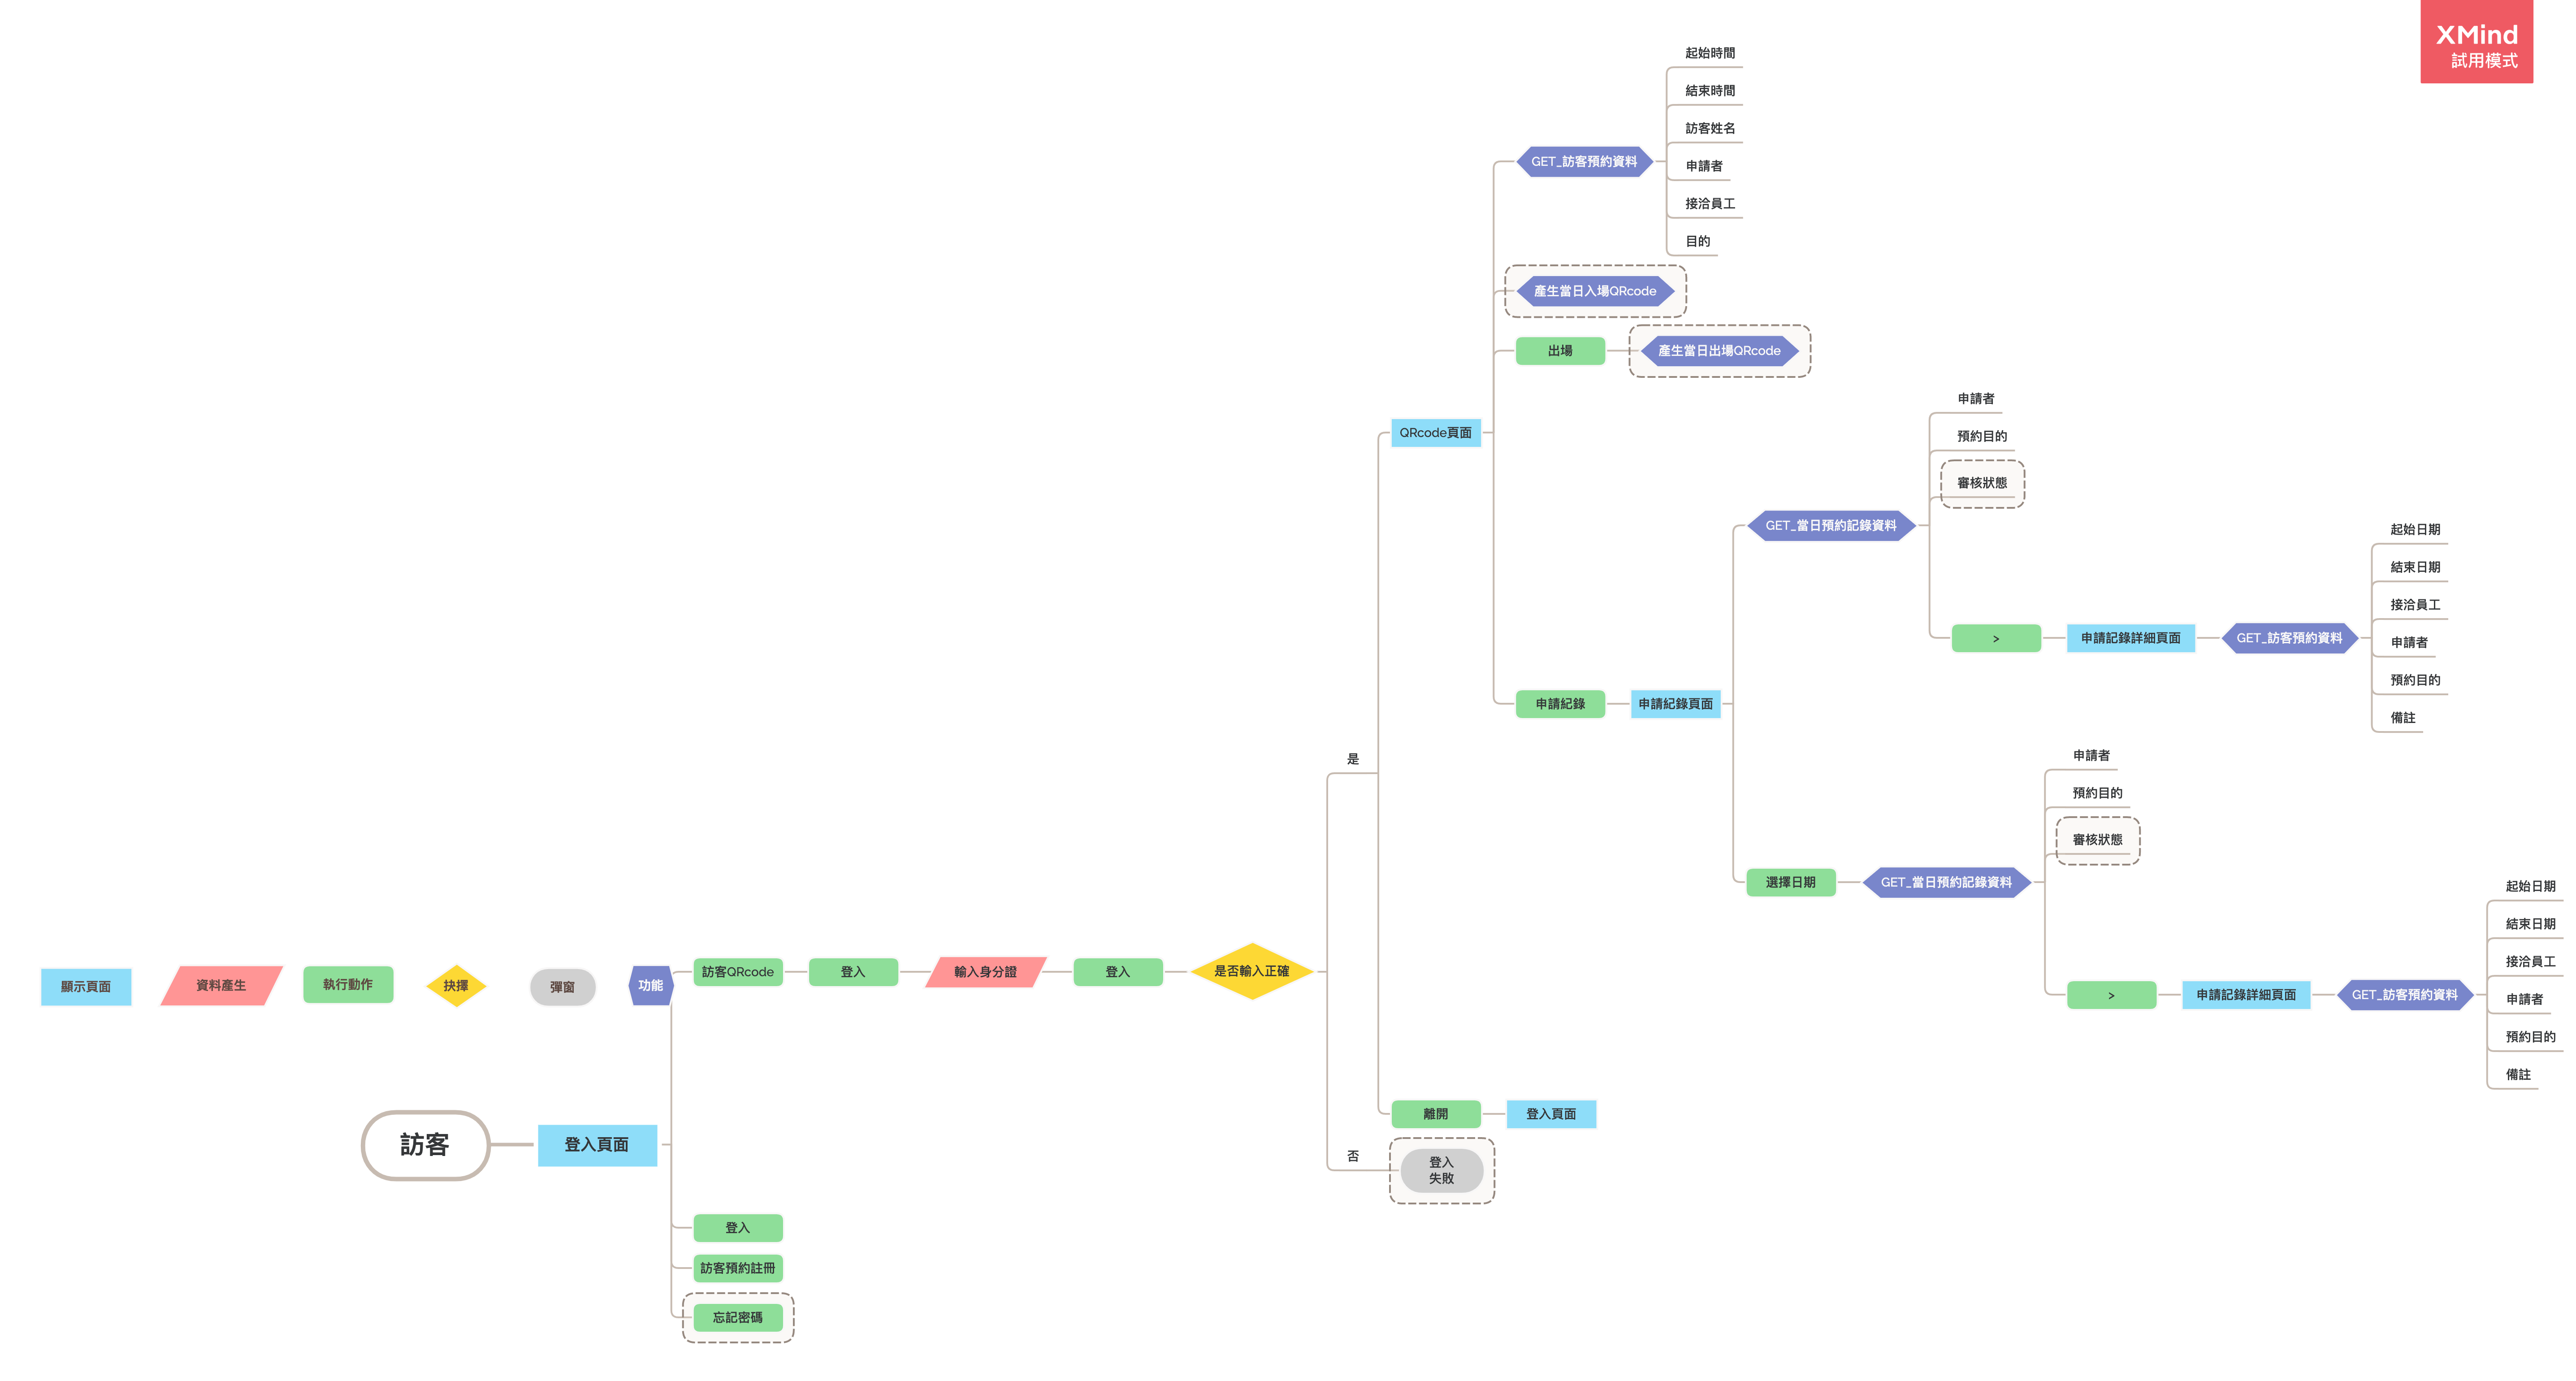 XMind
試用模式
起始時間
結束時間
訪客姓名
GET_訪客預約資料
申請者
接洽員工
目的
產生當日入場QRcode
出場
產生當日出場QRcode
QRcode頁面
申請者
預約目的
審核狀態
GET_當日預約記錄資料
起始日期
結束日期
接洽員工
>
申請記錄詳細頁面
GET_訪客預約資料
申請者
預約目的
備註
申請紀錄
申請紀錄頁面
是
申請者
預約目的
審核狀態
選擇日期
GET_當日預約記錄資料
起始日期
結束日期
接洽員工
>
申請記錄詳細頁面
GET_訪客預約資料
申請者
預約目的
備註
顯示頁面
資料產生
執行動作
抉擇
彈窗
功能
訪客QRcode
登入
輸入身分證
登入
是否輸入正確
離開
登入頁面
否
登入
失敗
訪客
登入頁面
登入
訪客預約註冊
忘記密碼